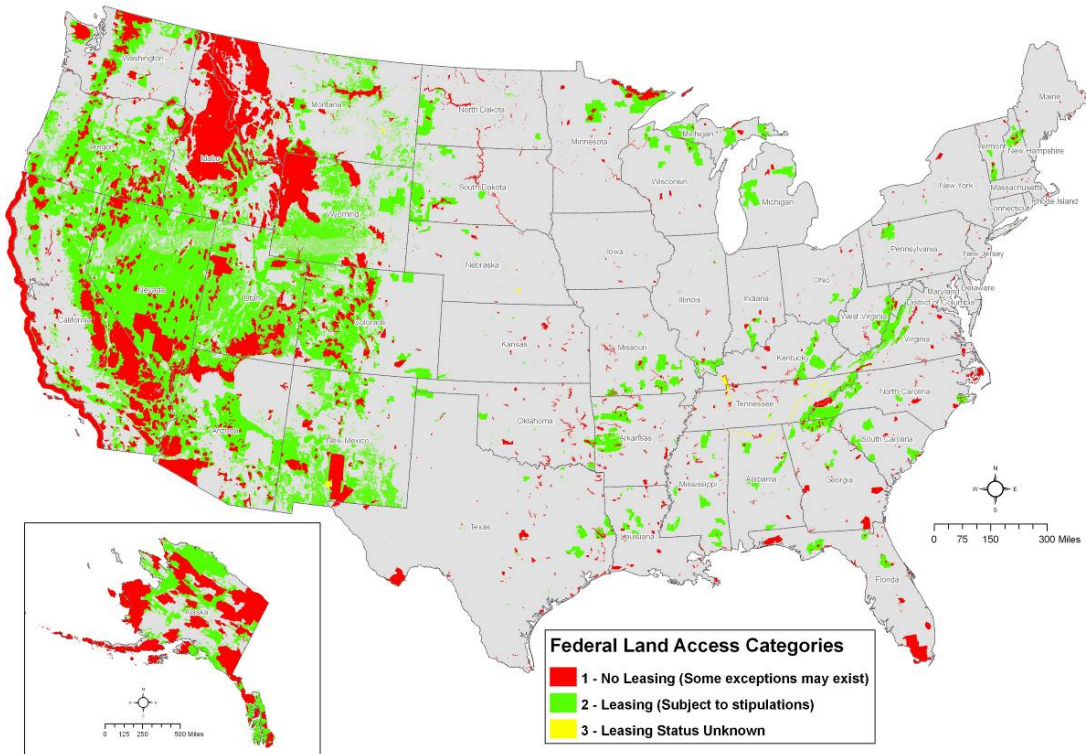 Washington
Montana
North Dakota
Minnesota
Michigan
Maine
Vermont
New Hampshire
Oregon
Idaho
Wyoming
South Dakota
Wisconsin
Michigan
New York
Massachusetts
Connecticut
Rhode Island
Nevada
Utah
Colorado
Nebraska
Iowa
Illinois
Indiana
Ohio
Pennsylvania
New Jersey
Maryland
Delaware
District of Columbia
West Virginia
Virginia
California
Kansas
Missouri
Kentucky
Arizona
New Mexico
Oklahoma
Arkansas
Tennessee
North Carolina
South Carolina
Texas
Louisiana
Mississippi
Alabama
Georgia
Florida
N
W E
S
0 75 150 300 Miles
Alaska
0 125 250 500 Miles
Federal Land Access Categories
1 - No Leasing (Some exceptions may exist)
2 - Leasing (Subject to stipulations)
3 - Leasing Status Unknown